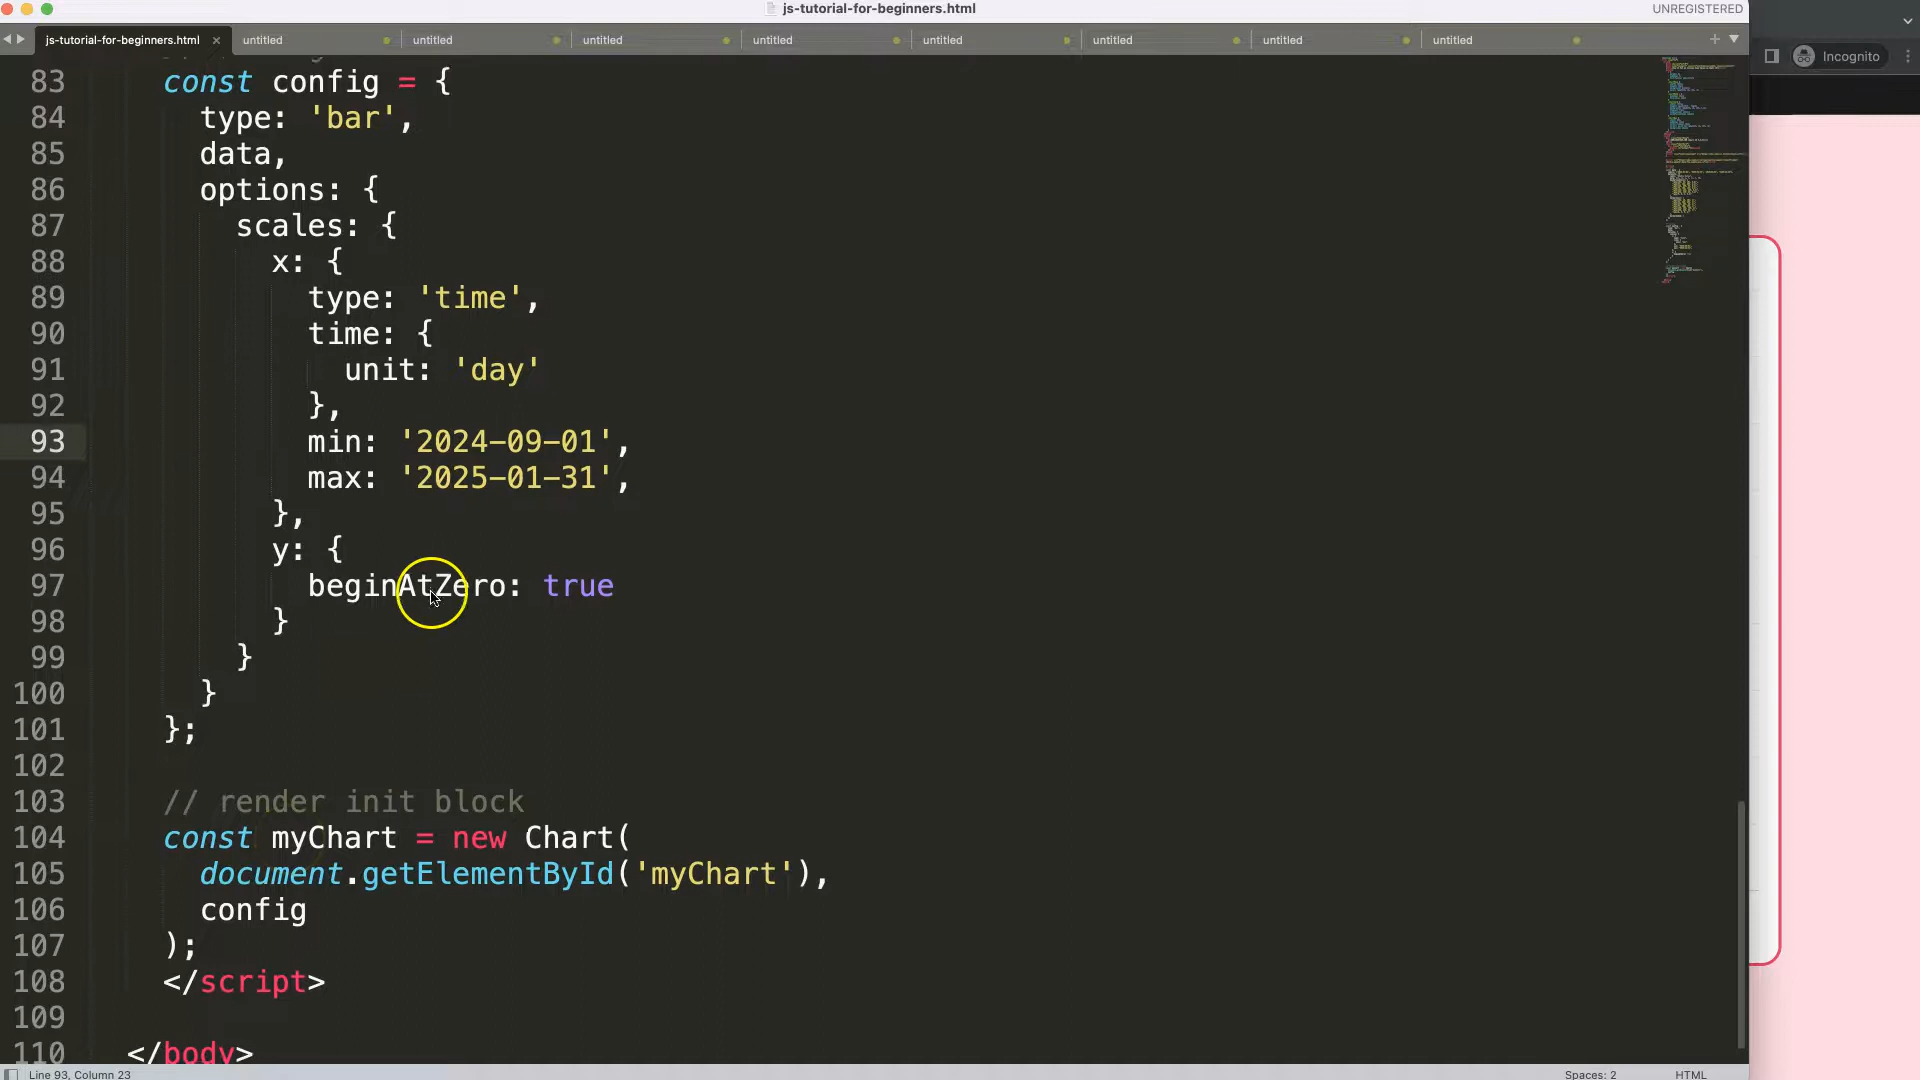 js-tutorial-for-beginners.html
UNREGISTERED
js-tutorial-for-beginners.html × untitled untitled untitled untitled untitled untitled untitled untitled
Incognito
83 const config = {
84 type: 'bar',
85 data,
86 options: {
87 scales: {
88 x: {
89 type: 'time',
90 time: {
91 unit: 'day'
92 },
93 min: '2024-09-01',
94 max: '2025-01-31',
95 },
96 y: {
97 beginAtZero: true
98 }
99 }
100 }
101 };
102
103 // render init block
104 const myChart = new Chart(
105 document.getElementById('myChart'),
106 config
107 );
108 </script>
109
110 </body>
Line 93, Column 23
Spaces: 2
HTML